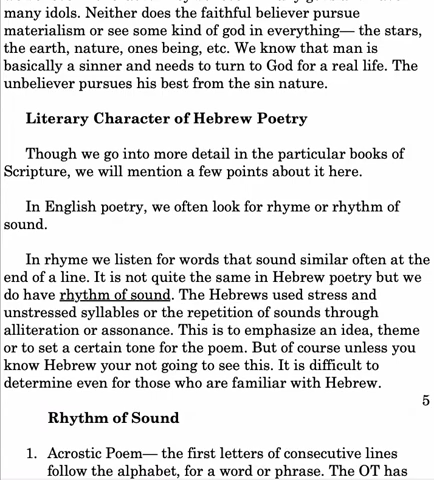 many idols. Neither does the faithful believer pursue
materialism or see some kind of god in everything— the stars,
the earth, nature, ones being, etc. We know that man is
basically a sinner and needs to turn to God for a real life. The
unbeliever pursues his best from the sin nature.
Literary Character of Hebrew Poetry
Though we go into more detail in the particular books of
Scripture, we will mention a few points about it here.
In English poetry, we often look for rhyme or rhythm of
sound.
In rhyme we listen for words that sound similar often at the
end of a line. It is not quite the same in Hebrew poetry but we
do have rhythm of sound. The Hebrews used stress and
unstressed syllables or the repetition of sounds through
alliteration or assonance. This is to emphasize an idea, theme
or to set a certain tone for the poem. But of course unless you
know Hebrew your not going to see this. It is difficult to
determine even for those who are familiar with Hebrew.
5
Rhythm of Sound
1. Acrostic Poem— the first letters of consecutive lines
follow the alphabet, for a word or phrase. The OT has